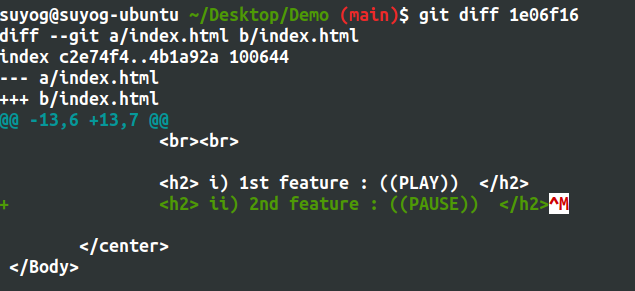 suyog@suyog-ubuntu ~/Desktop/Demo (main)$ git diff 1e06f16
diff --git a/index.html b/index.html
index c2e74f4..4b1a92a 100644
--- a/index.html
+++ b/index.html
@@ -13,6 +13,7 @@
<br><br>
<h2> i) 1st feature : ((PLAY))  </h2>
+               <h2> ii) 2nd feature : ((PAUSE))  </h2>^M
</center>
</Body>